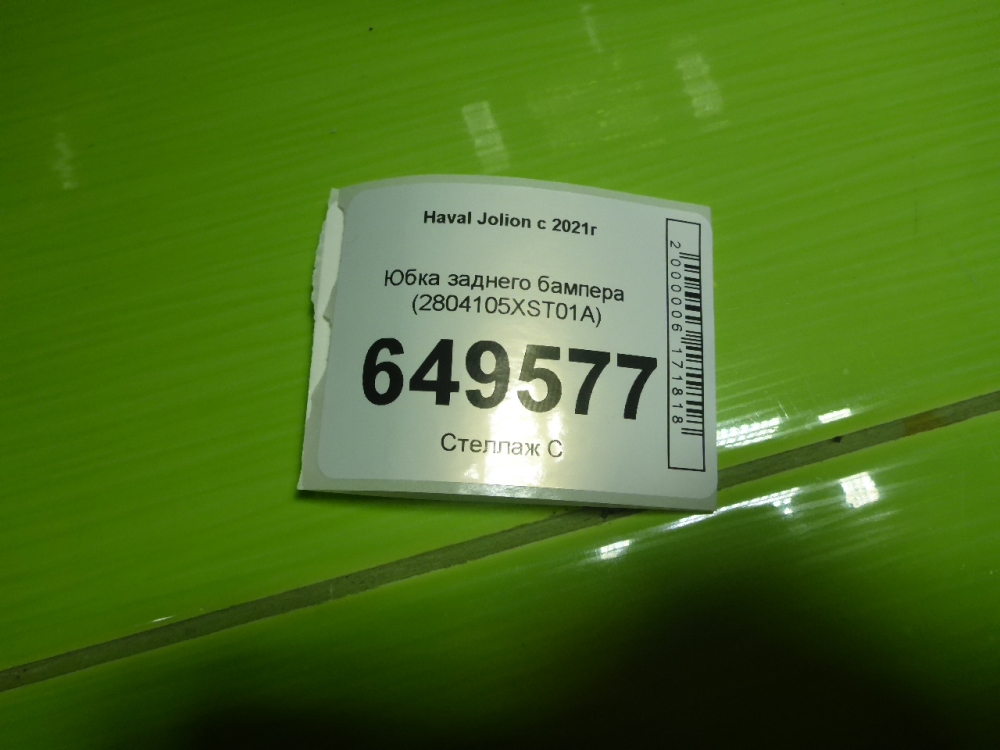 Haval Jolion с 2021г
Юбка заднего бампера
(2804105XST01A)
649577
Стеллаж С
2000006171818